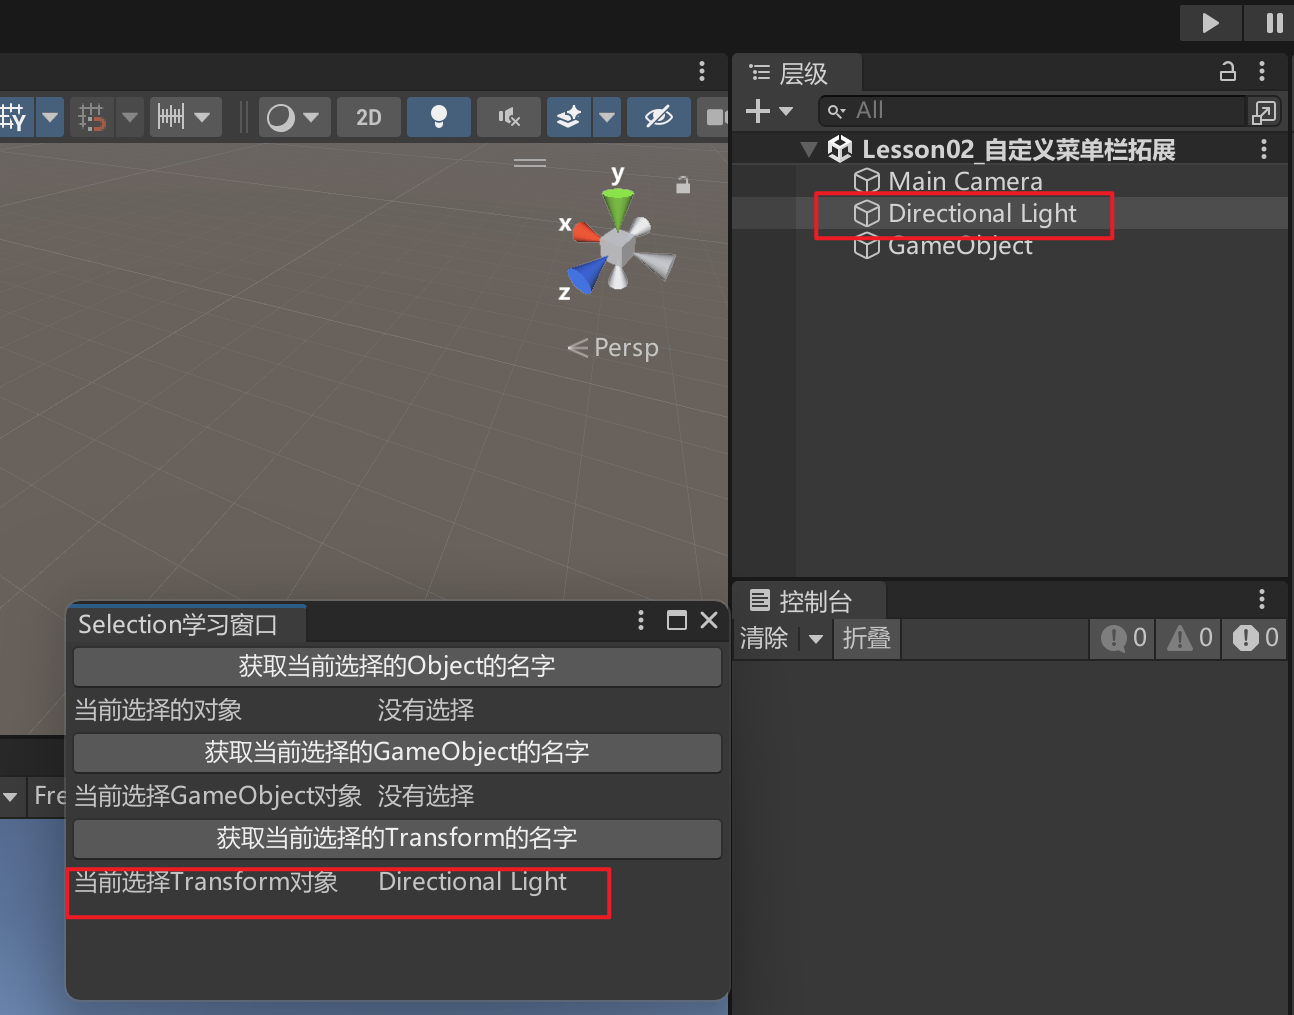 层级
2D
All
Lesson02_自定义菜单栏拓展
Main Camera
Directional Light
GameObject
y
x
z
Persp
控制台
清除
折叠
0
0
0
Selection学习窗口
获取当前选择的Object的名字
当前选择的对象 没有选择
获取当前选择的GameObject的名字
Fre
当前选择GameObject对象 没有选择
获取当前选择的Transform的名字
当前选择Transform对象 Directional Light